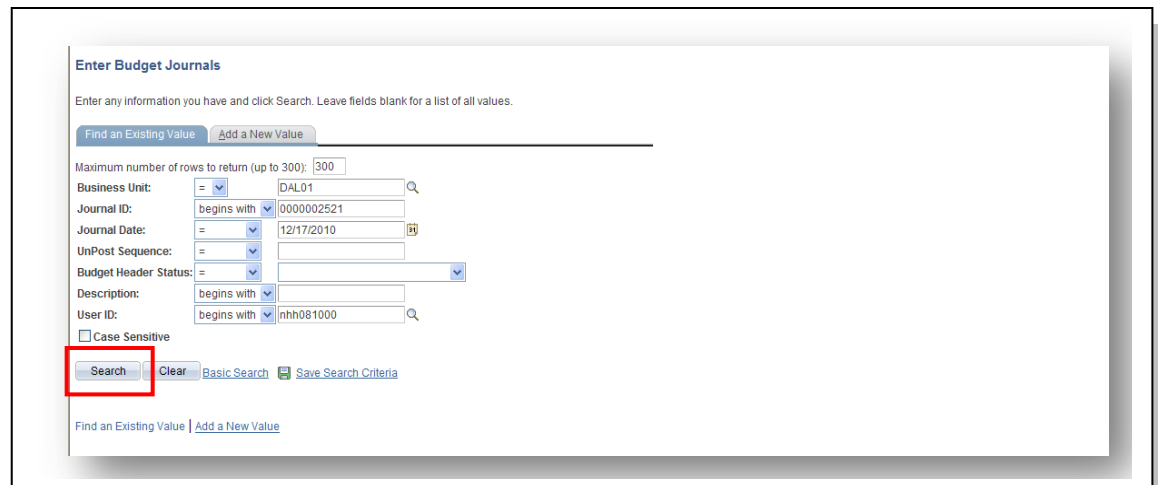 Enter Budget Journals
Enter any information you have and click Search. Leave fields blank for a list of all values.
Find an Existing Value Add a New Value
Maximum number of rows to return (up to 300): 300
Business Unit: = DAL01
Journal ID: begins with 0000002521
Journal Date: = 12/17/2010 31
UnPost Sequence: =
Budget Header Status: =
Description: begins with
User ID: begins with nhh081000
Case Sensitive
Search Clear Basic Search Save Search Criteria
Find an Existing Value | Add a New Value